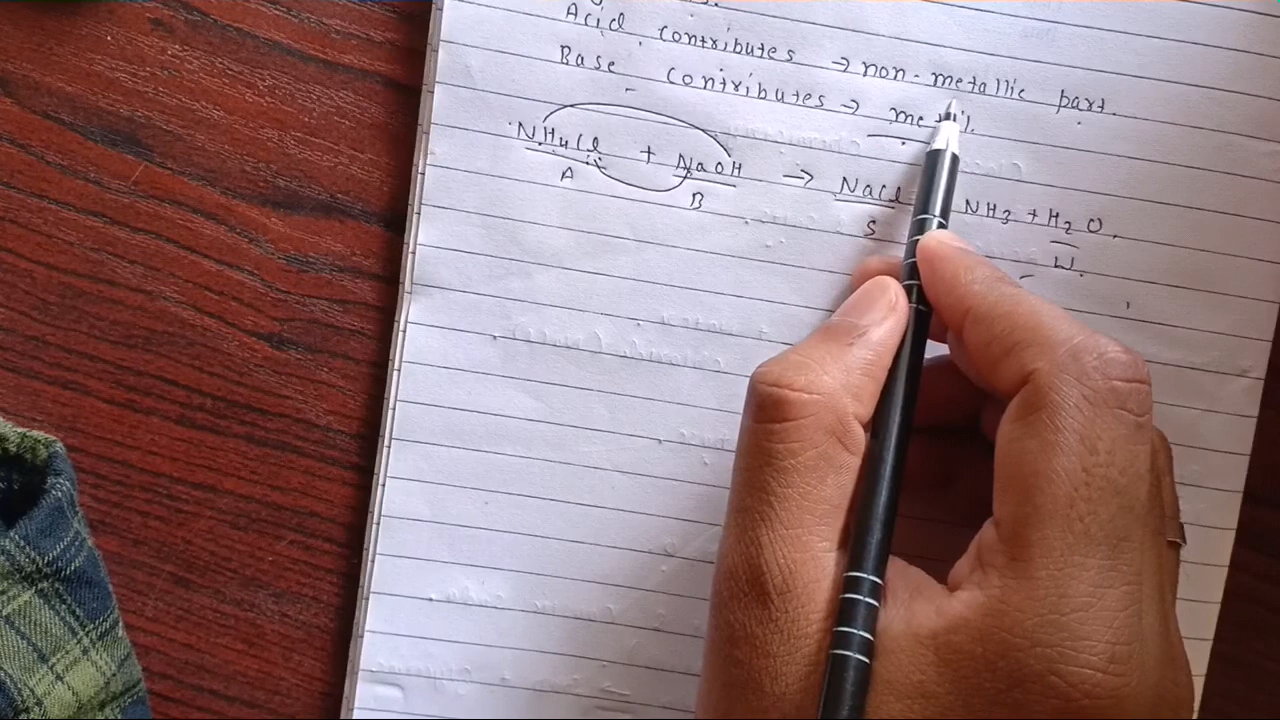 Acid contributes → non-metallic part.
Base contributes →
NH4Cl + NaOH → NaCl NH3 + H2O.
A B S W.